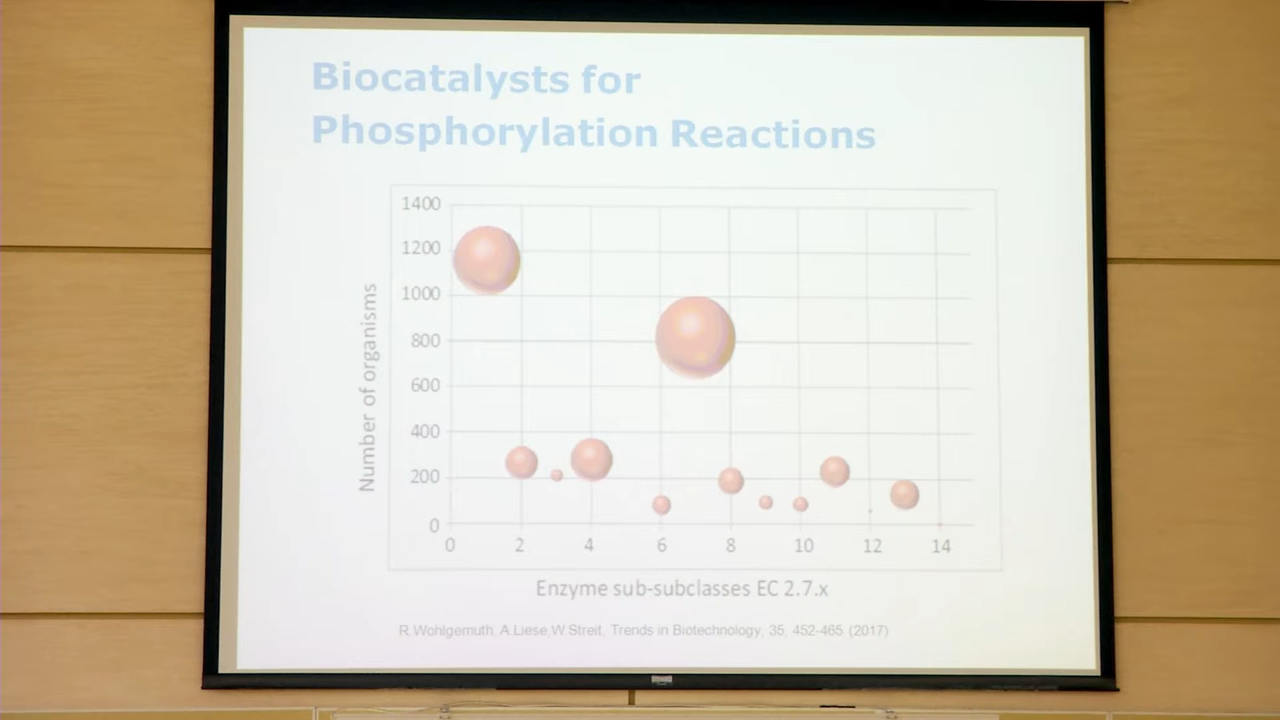 Biocatalysts for
Phosphorylation Reactions
1400
1200
1000
800
600
400
200
0
Number of organisms
0 2 4 6 8 10 12 14
Enzyme sub-subclasses EC 2.7.x
R.Wohlgemuth, A.Liese,W.Streit, Trends in Biotechnology, 35, 452-465 (2017)